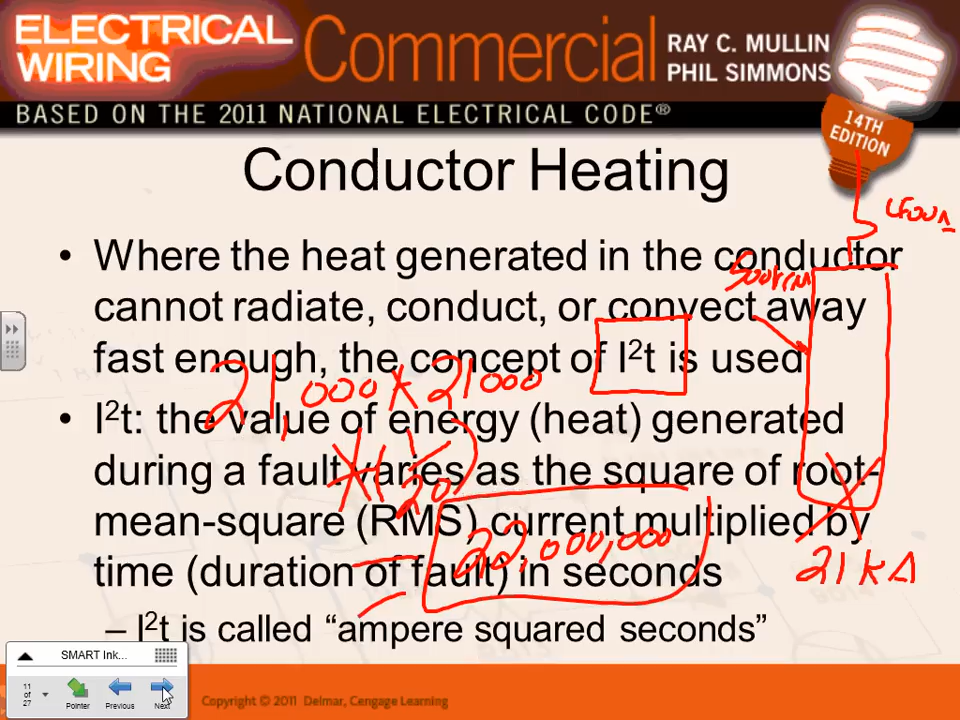 ELECTRICAL WIRING Commercial RAY C. MULLIN
PHIL SIMMONS
BASED ON THE 2011 NATIONAL ELECTRICAL CODE®
14TH
EDITION
Conductor Heating
• Where the heat generated in the conductor
cannot radiate, conduct, or convect away
fast enough, the concept of I²t is used
21,000 x 21000
• I²t: the value of energy (heat) generated
during a fault varies as the square of root-
mean-square (RMS) current multiplied by
time (duration of fault) in seconds
= 22,000,000
21 KA
– I²t is called “ampere squared seconds”
SMART Ink...
11
of
27
Pointer
Previous
Next
Copyright © 2011 Delmar, Cengage Learning